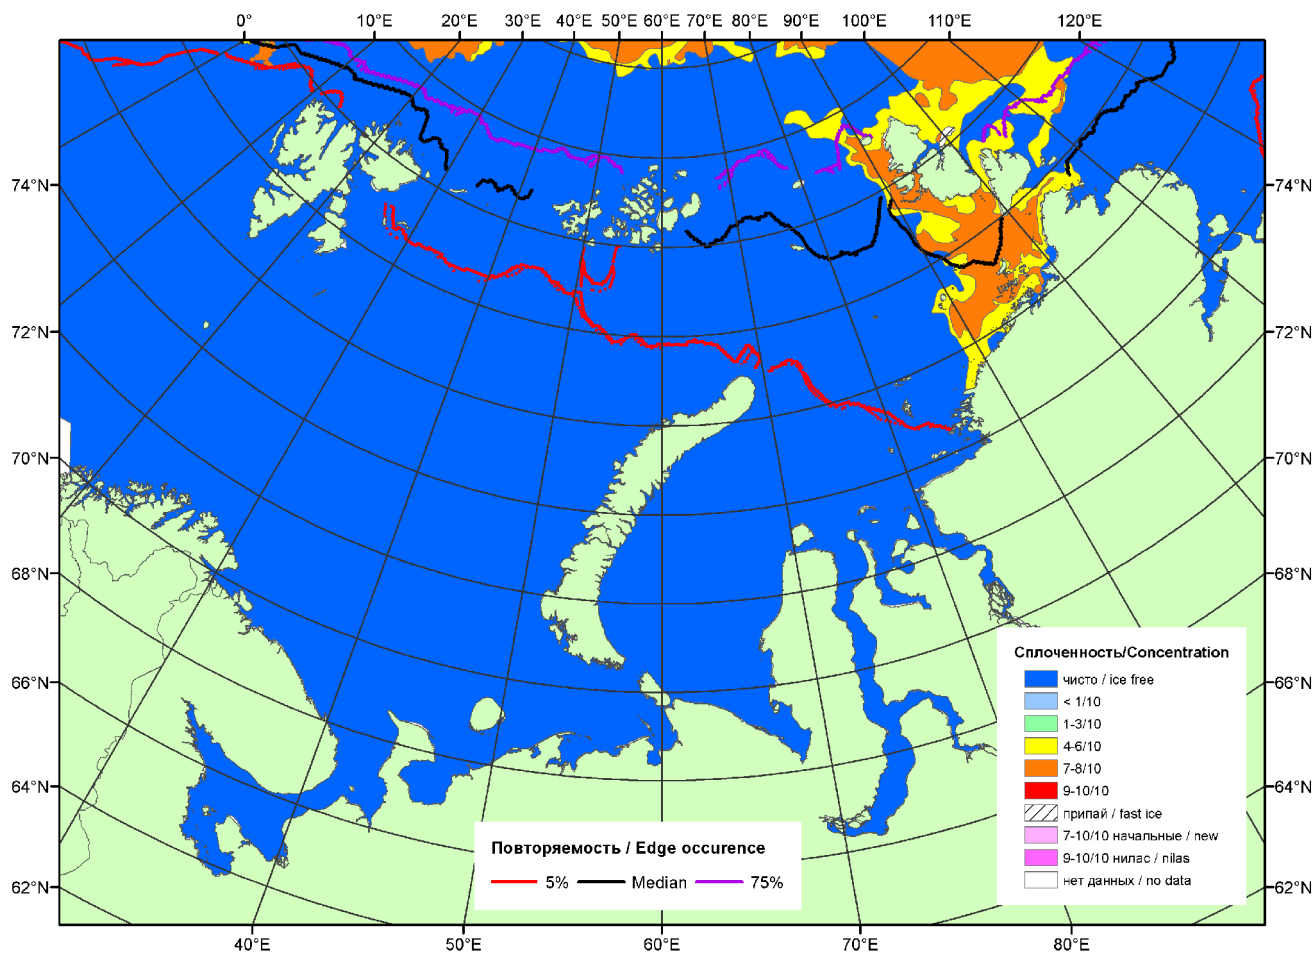 0° 10°E 20°E 30°E 40°E 50°E 60°E 70°E 80°E 90°E 100°E 110°E 120°E
74°N 74°N
72°N 72°N
70°N 70°N
68°N 68°N
66°N 66°N
64°N 64°N
62°N 62°N
Сплоченность/Concentration
чисто / ice free
< 1/10
1-3/10
4-6/10
7-8/10
9-10/10
припай / fast ice
7-10/10 начальные / new
9-10/10 нилас / nilas
нет данных / no data
Повторяемость / Edge occurence
5% Median 75%
40°E 50°E 60°E 70°E 80°E